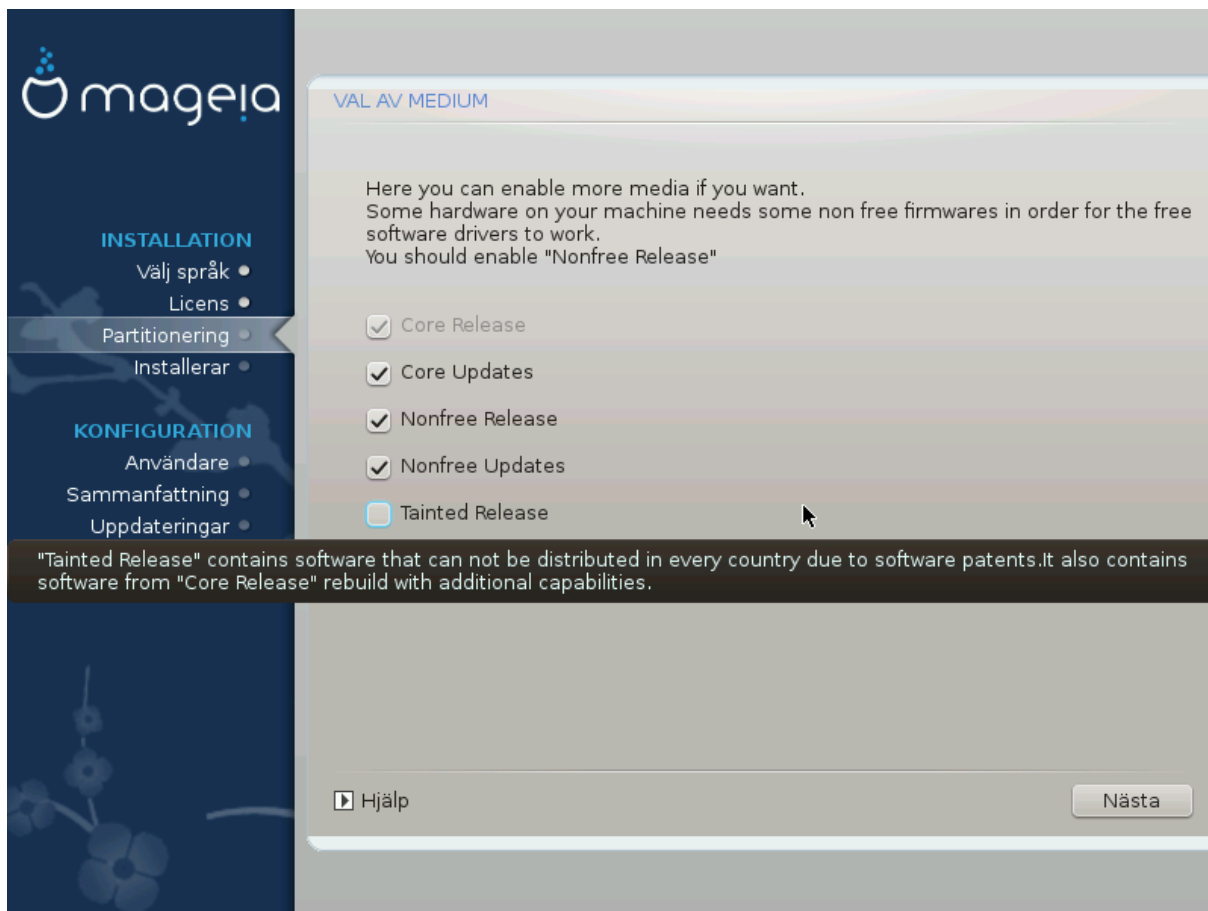 mageia
INSTALLATION
Välj språk
Licens
Partitionering
Installerar
KONFIGURATION
Användare
Sammanfattning
Uppdateringar
VAL AV MEDIUM
Here you can enable more media if you want.
Some hardware on your machine needs some non free firmwares in order for the free
software drivers to work.
You should enable "Nonfree Release"
Core Release
Core Updates
Nonfree Release
Nonfree Updates
Tainted Release
"Tainted Release" contains software that can not be distributed in every country due to software patents.It also contains
software from "Core Release" rebuild with additional capabilities.
Hjälp
Nästa